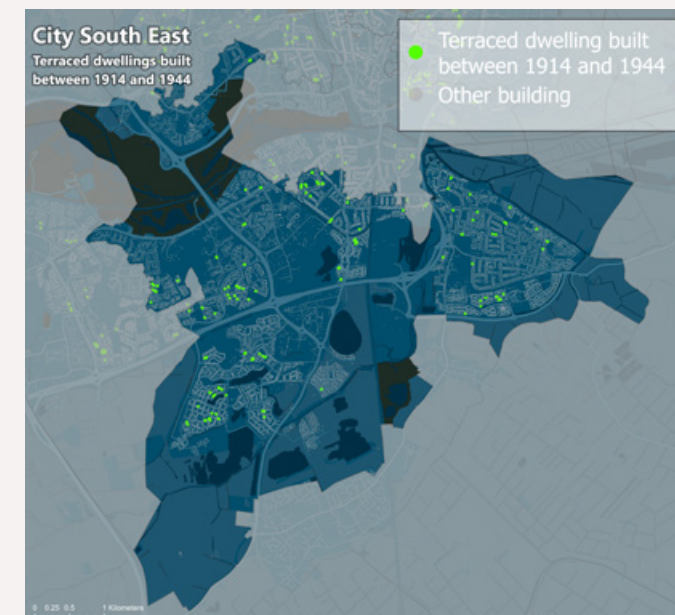 City South East
Terraced dwellings built
between 1914 and 1944
Terraced dwelling built
between 1914 and 1944
Other building
0 0.25 0.5 1 Kilometers